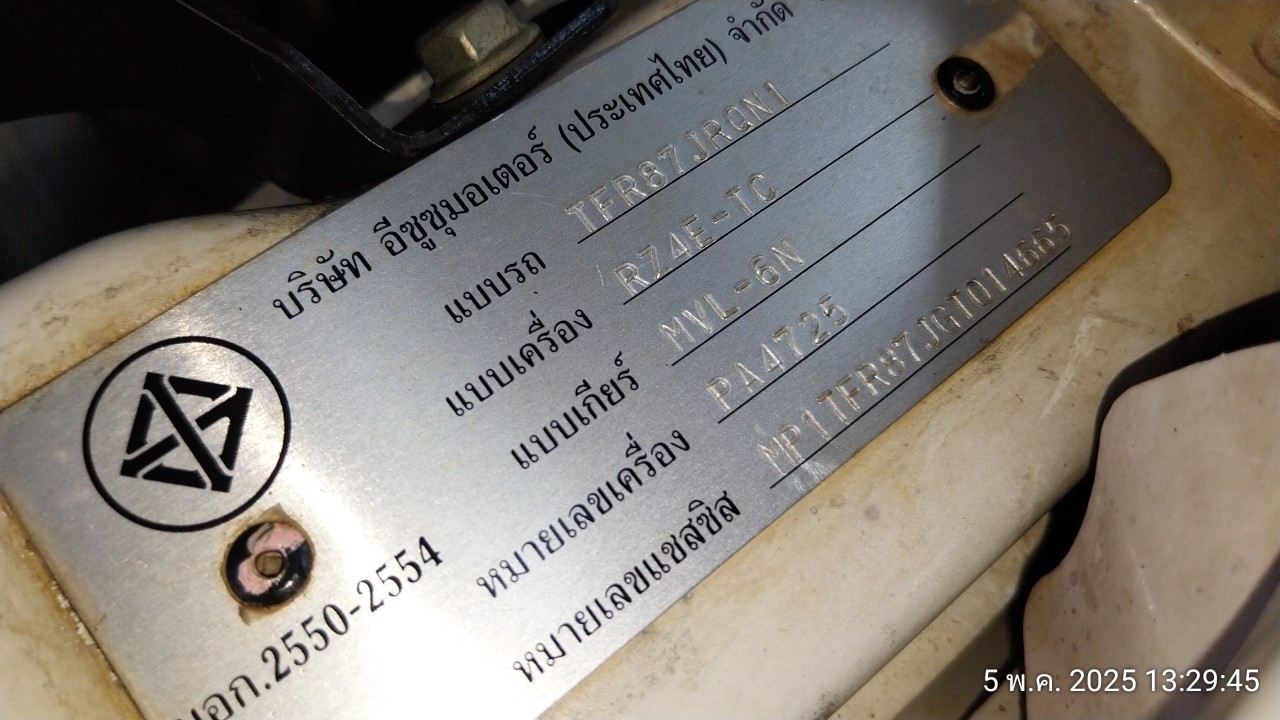 บริษัท อีซูซุมอเตอร์ (ประเทศไทย) จำกัด
แบบรถ TFR87JRQN1
แบบเครื่อง RZ4E-TC
แบบเกียร์ MVL-6N
หมายเลขเครื่อง PA4725
หมายเลขแชสซิส MP1TFR87JGT014665
มอก.2550-2554
5 พ.ค. 2025 13:29:45